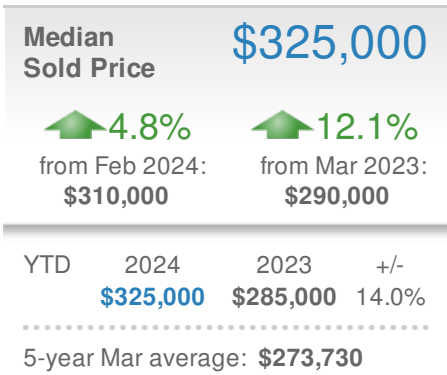 Median
Sold Price
$325,000
4.8%
from Feb 2024:
$310,000
12.1%
from Mar 2023:
$290,000
YTD 2024 2023 +/-
$325,000 $285,000 14.0%
5-year Mar average: $273,730